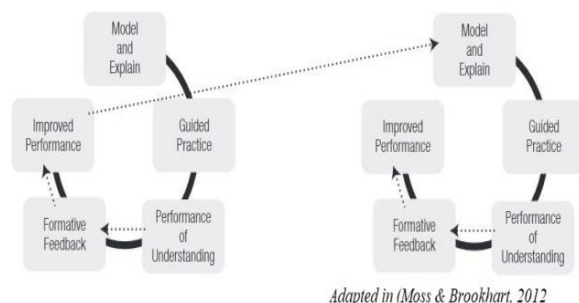 Model
and
Explain
Guided
Practice
Performance
of
Understanding
Formative
Feedback
Improved
Performance
Model
and
Explain
Guided
Practice
Performance
of
Understanding
Formative
Feedback
Improved
Performance
Adapted in (Moss & Brookhart, 2012